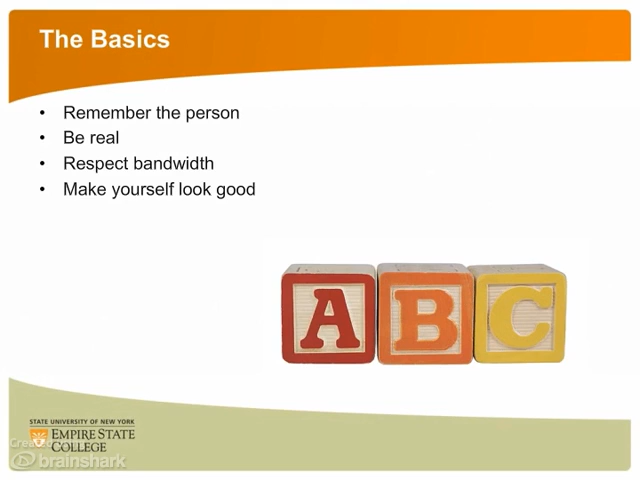 The Basics
• Remember the person
• Be real
• Respect bandwidth
• Make yourself look good
A B C
STATE UNIVERSITY OF NEW YORK
EMPIRE STATE
COLLEGE
brainshark